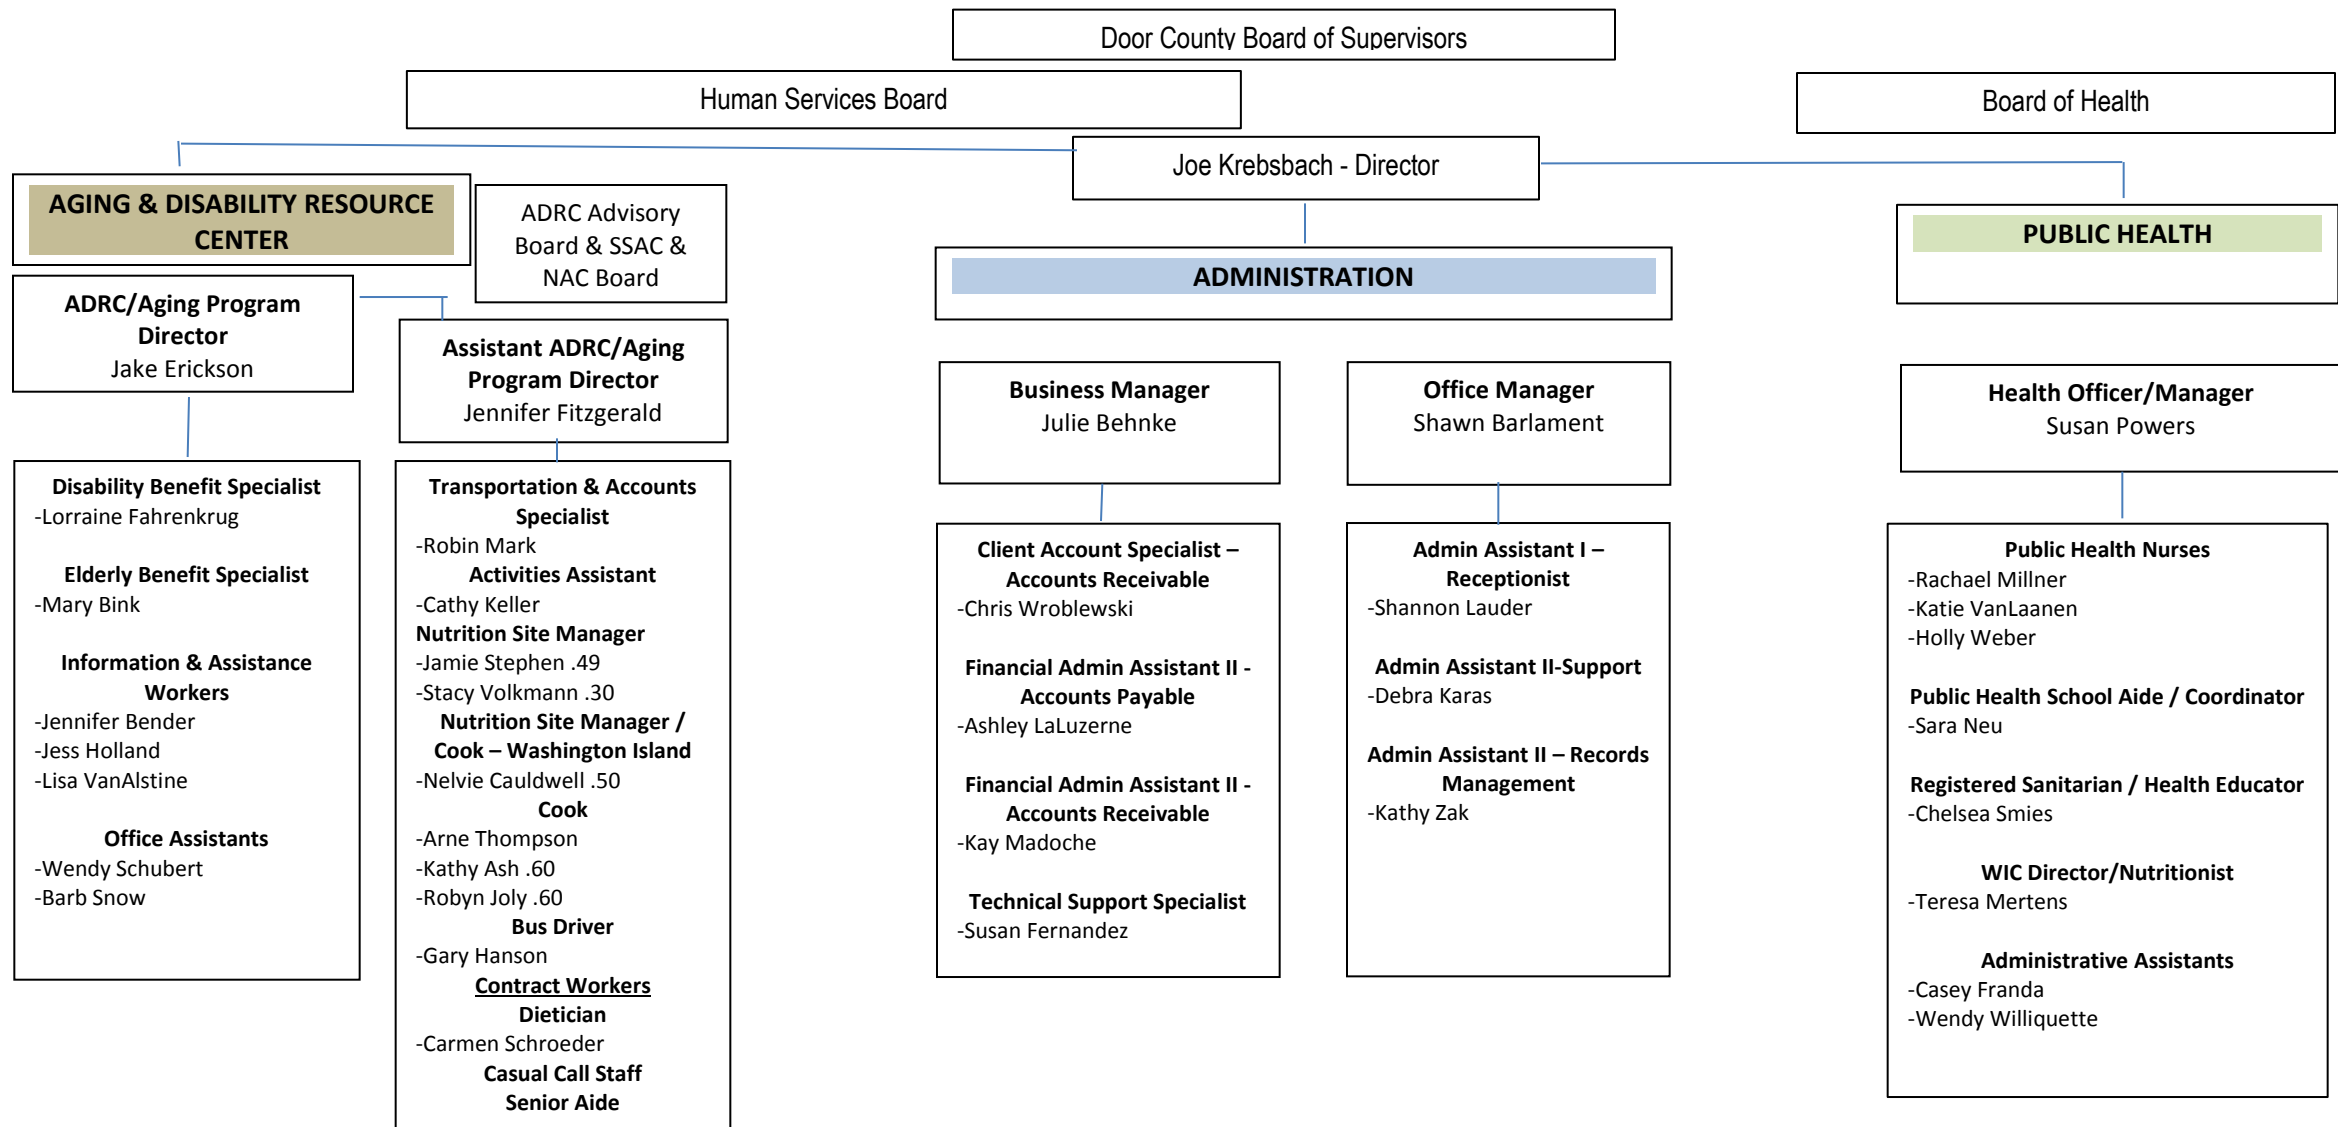 Door County Board of Supervisors
Human Services Board
Board of Health
Joe Krebsbach - Director
AGING & DISABILITY RESOURCE
CENTER
ADRC Advisory
Board & SSAC &
NAC Board
ADMINISTRATION
PUBLIC HEALTH
ADRC/Aging Program
Director
Jake Erickson
Assistant ADRC/Aging
Program Director
Jennifer Fitzgerald
Business Manager
Julie Behnke
Office Manager
Shawn Barlament
Health Officer/Manager
Susan Powers
Disability Benefit Specialist
-Lorraine Fahrenkrug
Elderly Benefit Specialist
-Mary Bink
Information & Assistance
Workers
-Jennifer Bender
-Jess Holland
-Lisa VanAlstine
Office Assistants
-Wendy Schubert
-Barb Snow
Transportation & Accounts
Specialist
-Robin Mark
Activities Assistant
-Cathy Keller
Nutrition Site Manager
-Jamie Stephen .49
-Stacy Volkmann .30
Nutrition Site Manager /
Cook – Washington Island
-Nelvie Cauldwell .50
Cook
-Arne Thompson
-Kathy Ash .60
-Robyn Joly .60
Bus Driver
-Gary Hanson
Contract Workers
Dietician
-Carmen Schroeder
Casual Call Staff
Senior Aide
Client Account Specialist –
Accounts Receivable
-Chris Wroblewski
Financial Admin Assistant II -
Accounts Payable
-Ashley LaLuzerne
Financial Admin Assistant II -
Accounts Receivable
-Kay Madoche
Technical Support Specialist
-Susan Fernandez
Admin Assistant I –
Receptionist
-Shannon Lauder
Admin Assistant II-Support
-Debra Karas
Admin Assistant II – Records
Management
-Kathy Zak
Public Health Nurses
-Rachael Millner
-Katie VanLaanen
-Holly Weber
Public Health School Aide / Coordinator
-Sara Neu
Registered Sanitarian / Health Educator
-Chelsea Smies
WIC Director/Nutritionist
-Teresa Mertens
Administrative Assistants
-Casey Franda
-Wendy Williquette